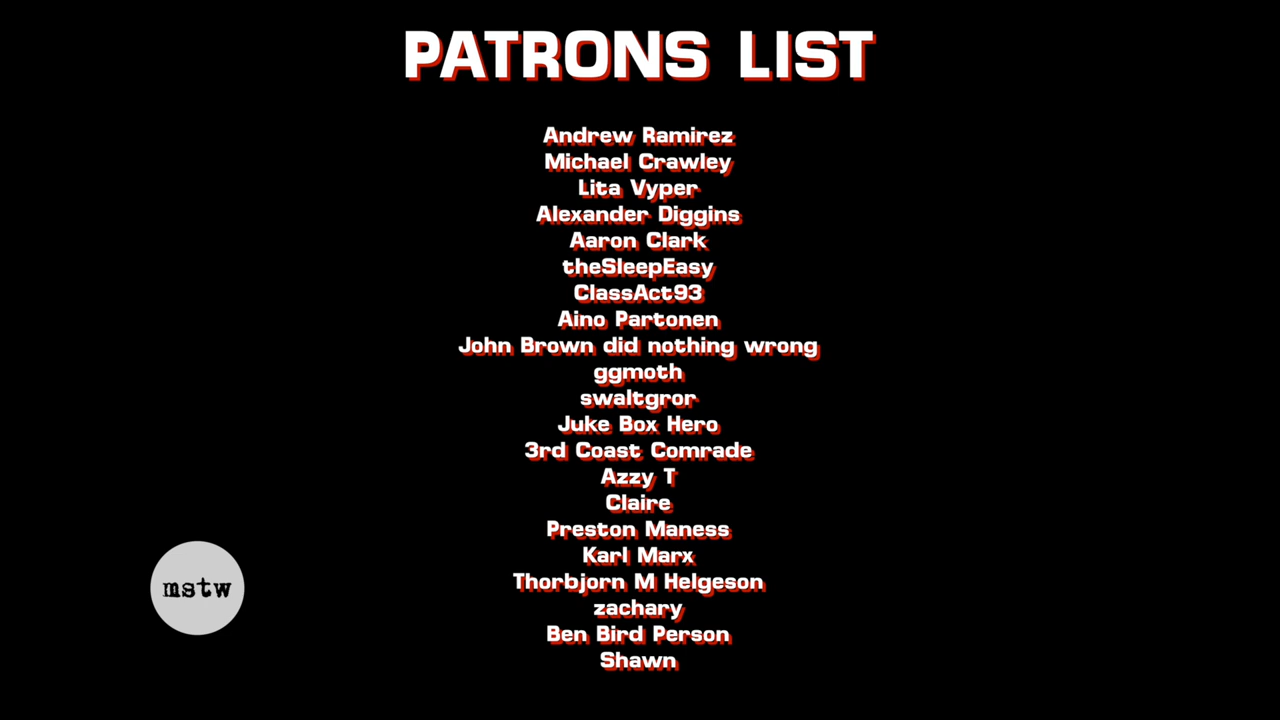 PATRONS LIST
Andrew Ramirez
Michael Crawley
Lita Vyper
Alexander Diggins
Aaron Clark
theSleepEasy
ClassAct93
Aino Partonen
John Brown did nothing wrong
ggmoth
swaltgror
Juke Box Hero
3rd Coast Comrade
Azzy T
Claire
Preston Maness
Karl Marx
Thorbjorn M Helgeson
zachary
Ben Bird Person
Shawn
mstw